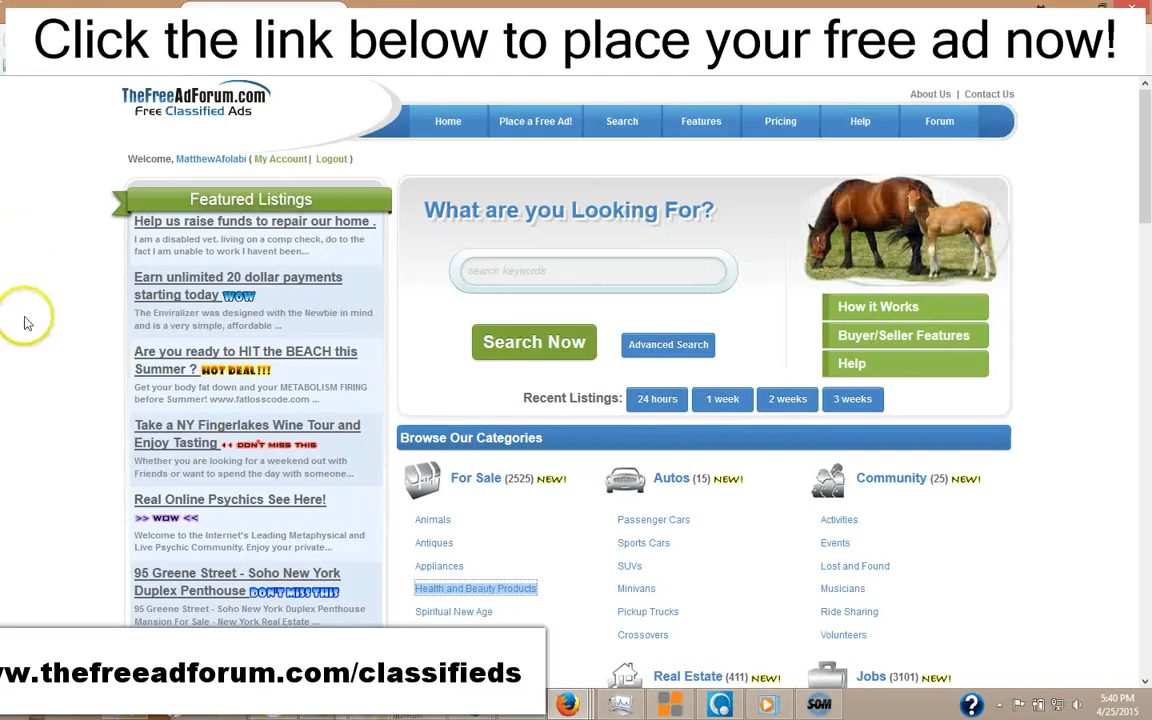 Click the link below to place your free ad now!
TheFreeAdForum.com
Free Classified Ads
About Us | Contact Us
Home
Place a Free Ad!
Search
Features
Pricing
Help
Forum
Welcome, MatthewAfolabi ( My Account | Logout )
Featured Listings
Help us raise funds to repair our home .
I am a disabled vet. living on a comp check, do to the
fact I am unable to work I havent been...
Earn unlimited 20 dollar payments
starting today WOW
The Enviralizer was designed with the Newbie in mind
and is a very simple, affordable ...
Are you ready to HIT the BEACH this
Summer ? HOT DEAL!!!
Get your body fat down and your METABOLISM FIRING
before Summer! www.fatlosscode.com ...
Take a NY Fingerlakes Wine Tour and
Enjoy Tasting DON'T MISS THIS
Whether you are looking for a weekend out with
Friends or want to spend the day with someone...
Real Online Psychics See Here!
>> WOW <<
Welcome to the Internet's Leading Metaphysical and
Live Psychic Community. Enjoy your private...
95 Greene Street - Soho New York
Duplex Penthouse DON'T MISS THIS
95 Greene Street - Soho New York Duplex Penthouse
Mansion For Sale - New York Real Estate ...
What are you Looking For?
search keywords ...
Search Now
Advanced Search
How it Works
Buyer/Seller Features
Help
Recent Listings:
24 hours
1 week
2 weeks
3 weeks
Browse Our Categories
For Sale (2525) NEW!
Animals
Antiques
Appliances
Health and Beauty Products
Spiritual New Age
Autos (15) NEW!
Passenger Cars
Sports Cars
SUVs
Minivans
Pickup Trucks
Crossovers
Community (25) NEW!
Activities
Events
Lost and Found
Musicians
Ride Sharing
Volunteers
Real Estate (411) NEW!
Jobs (3101) NEW!
w.thefreeadforum.com/classifieds
SOM
5:40 PM
4/25/2015